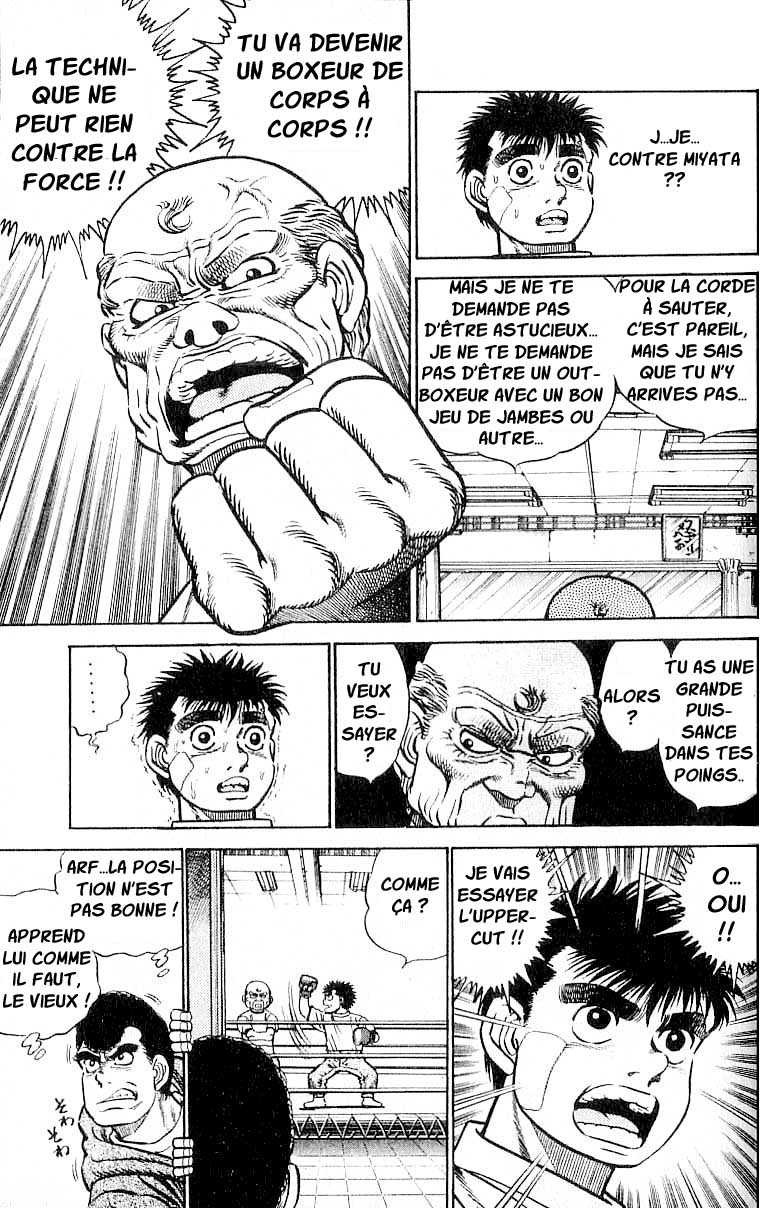 J...JE...
CONTRE MIYATA
??
TU VA DEVENIR
UN BOXEUR DE
CORPS À
CORPS !!
LA TECHNI-
QUE NE
PEUT RIEN
CONTRE LA
FORCE !!
POUR LA CORDE
À SAUTER,
C'EST PAREIL,
MAIS JE SAIS
QUE TU N'Y
ARRIVES PAS...
MAIS JE NE TE
DEMANDE PAS
D'ÊTRE ASTUCIEUX...
JE NE TE DEMANDE
PAS D'ÊTRE UN OUT-
BOXEUR AVEC UN BON
JEU DE JAMBES OU
AUTRE...
TU AS UNE
GRANDE
PUIS-
SANCE
DANS TES
POINGS..
ALORS
?
TU
VEUX
ES-
SAYER
?
......
O...
OUI
!!
JE VAIS
ESSAYER
L'UPPER-
CUT !!
COMME
ÇA ?
ARF...LA POSI-
TION N'EST
PAS BONNE !
APPREND
LUI COMME
IL FAUT,
LE VIEUX !
そわ
そわ